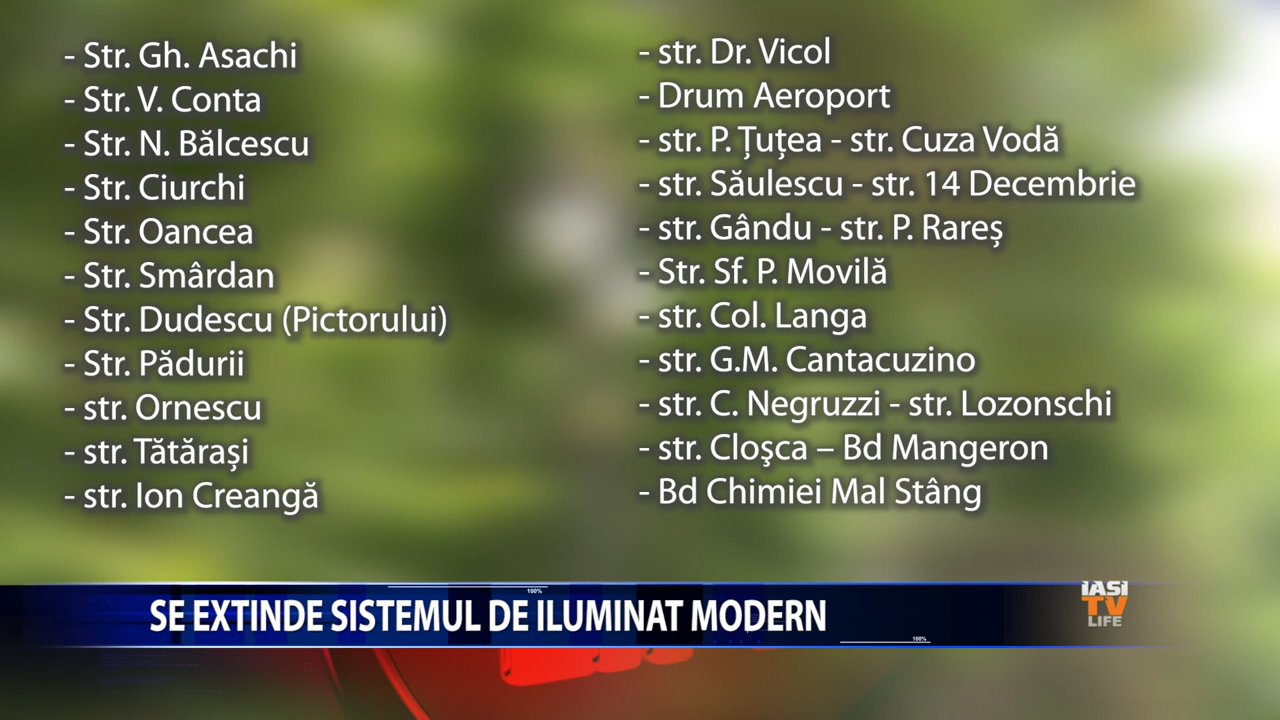 - Str. Gh. Asachi
- Str. V. Conta
- Str. N. Bălcescu
- Str. Ciurchi
- Str. Oancea
- Str. Smârdan
- Str. Dudescu (Pictorului)
- Str. Pădurii
- str. Ornescu
- str. Tătărași
- str. Ion Creangă
- str. Dr. Vicol
- Drum Aeroport
- str. P. Țuțea - str. Cuza Vodă
- str. Săulescu - str. 14 Decembrie
- str. Gându - str. P. Rareș
- Str. Sf. P. Movilă
- str. Col. Langa
- str. G.M. Cantacuzino
- str. C. Negruzzi - str. Lozonschi
- str. Cloşca – Bd Mangeron
- Bd Chimiei Mal Stâng
100%
SE EXTINDE SISTEMUL DE ILUMINAT MODERN
100%
IASI
TV
LIFE